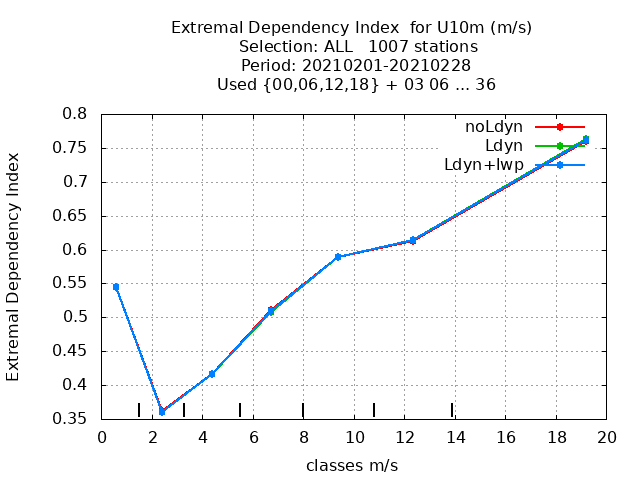 Extremal Dependency Index  for U10m (m/s)
Selection: ALL   1007 stations
Period: 20210201-20210228
Used {00,06,12,18} + 03 06 ... 36
Extremal Dependency Index
0.8
0.75
0.7
0.65
0.6
0.55
0.5
0.45
0.4
0.35
noLdyn
Ldyn
Ldyn+lwp
0 2 4 6 8 10 12 14 16 18 20
classes m/s